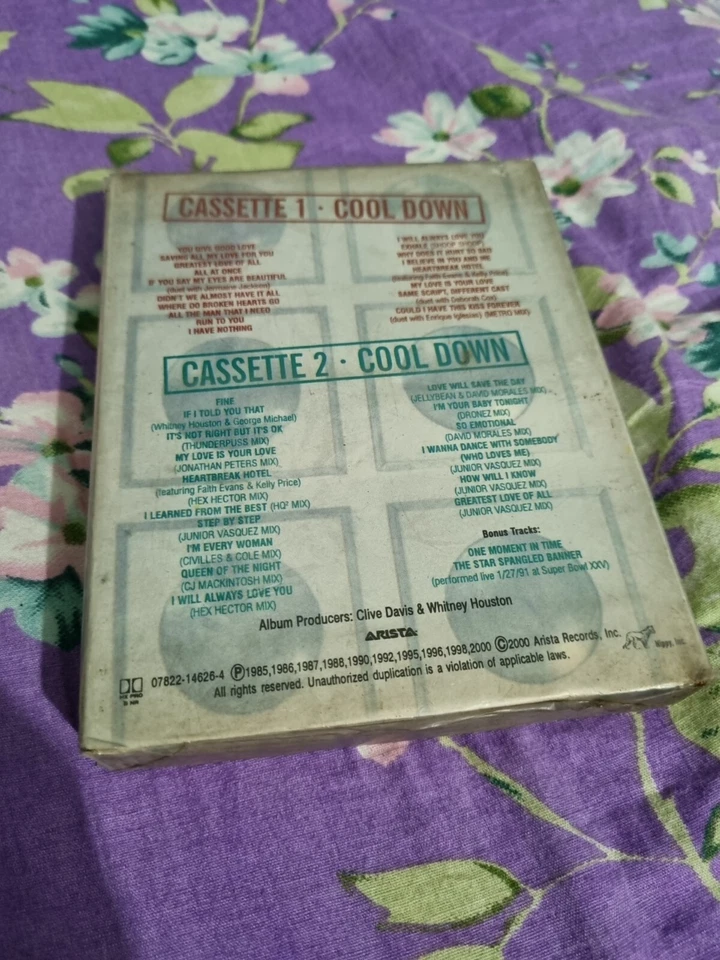 CASSETTE 1 · COOL DOWN
YOU GIVE GOOD LOVE
SAVING ALL MY LOVE FOR YOU
GREATEST LOVE OF ALL
ALL AT ONCE
IF YOU SAY MY EYES ARE BEAUTIFUL
(duet with Jermaine Jackson)
DIDN'T WE ALMOST HAVE IT ALL
WHERE DO BROKEN HEARTS GO
ALL THE MAN THAT I NEED
RUN TO YOU
I HAVE NOTHING
I WILL ALWAYS LOVE YOU
EXHALE (SHOOP SHOOP)
WHY DOES IT HURT SO BAD
I BELIEVE IN YOU AND ME
HEARTBREAK HOTEL
(featuring Faith Evans & Kelly Price)
MY LOVE IS YOUR LOVE
SAME SCRIPT, DIFFERENT CAST
(duet with Deborah Cox)
COULD I HAVE THIS KISS FOREVER
(duet with Enrique Iglesias) (METRO MIX)
CASSETTE 2 · COOL DOWN
FINE
IF I TOLD YOU THAT
(Whitney Houston & George Michael)
IT'S NOT RIGHT BUT IT'S OK
(THUNDERPUSS MIX)
MY LOVE IS YOUR LOVE
(JONATHAN PETERS MIX)
HEARTBREAK HOTEL
(featuring Faith Evans & Kelly Price)
(HEX HECTOR MIX)
I LEARNED FROM THE BEST (HQ² MIX)
STEP BY STEP
(JUNIOR VASQUEZ MIX)
I'M EVERY WOMAN
(CIVILLES & COLE MIX)
QUEEN OF THE NIGHT
(CJ MACKINTOSH MIX)
I WILL ALWAYS LOVE YOU
(HEX HECTOR MIX)
LOVE WILL SAVE THE DAY
(JELLYBEAN & DAVID MORALES MIX)
I'M YOUR BABY TONIGHT
(DRONEZ MIX)
SO EMOTIONAL
(DAVID MORALES MIX)
I WANNA DANCE WITH SOMEBODY
(WHO LOVES ME)
(JUNIOR VASQUEZ MIX)
HOW WILL I KNOW
(JUNIOR VASQUEZ MIX)
GREATEST LOVE OF ALL
(JUNIOR VASQUEZ MIX)
Bonus Tracks:
ONE MOMENT IN TIME
THE STAR SPANGLED BANNER
(performed live 1/27/91 at Super Bowl XXV)
Album Producers: Clive Davis & Whitney Houston
ARISTA
HX PRO
B NR
07822-14626-4 Ⓟ1985,1986,1987,1988,1990,1992,1995,1996,1998,2000 ©2000 Arista Records, Inc.
All rights reserved. Unauthorized duplication is a violation of applicable laws.
Nippy, Inc.